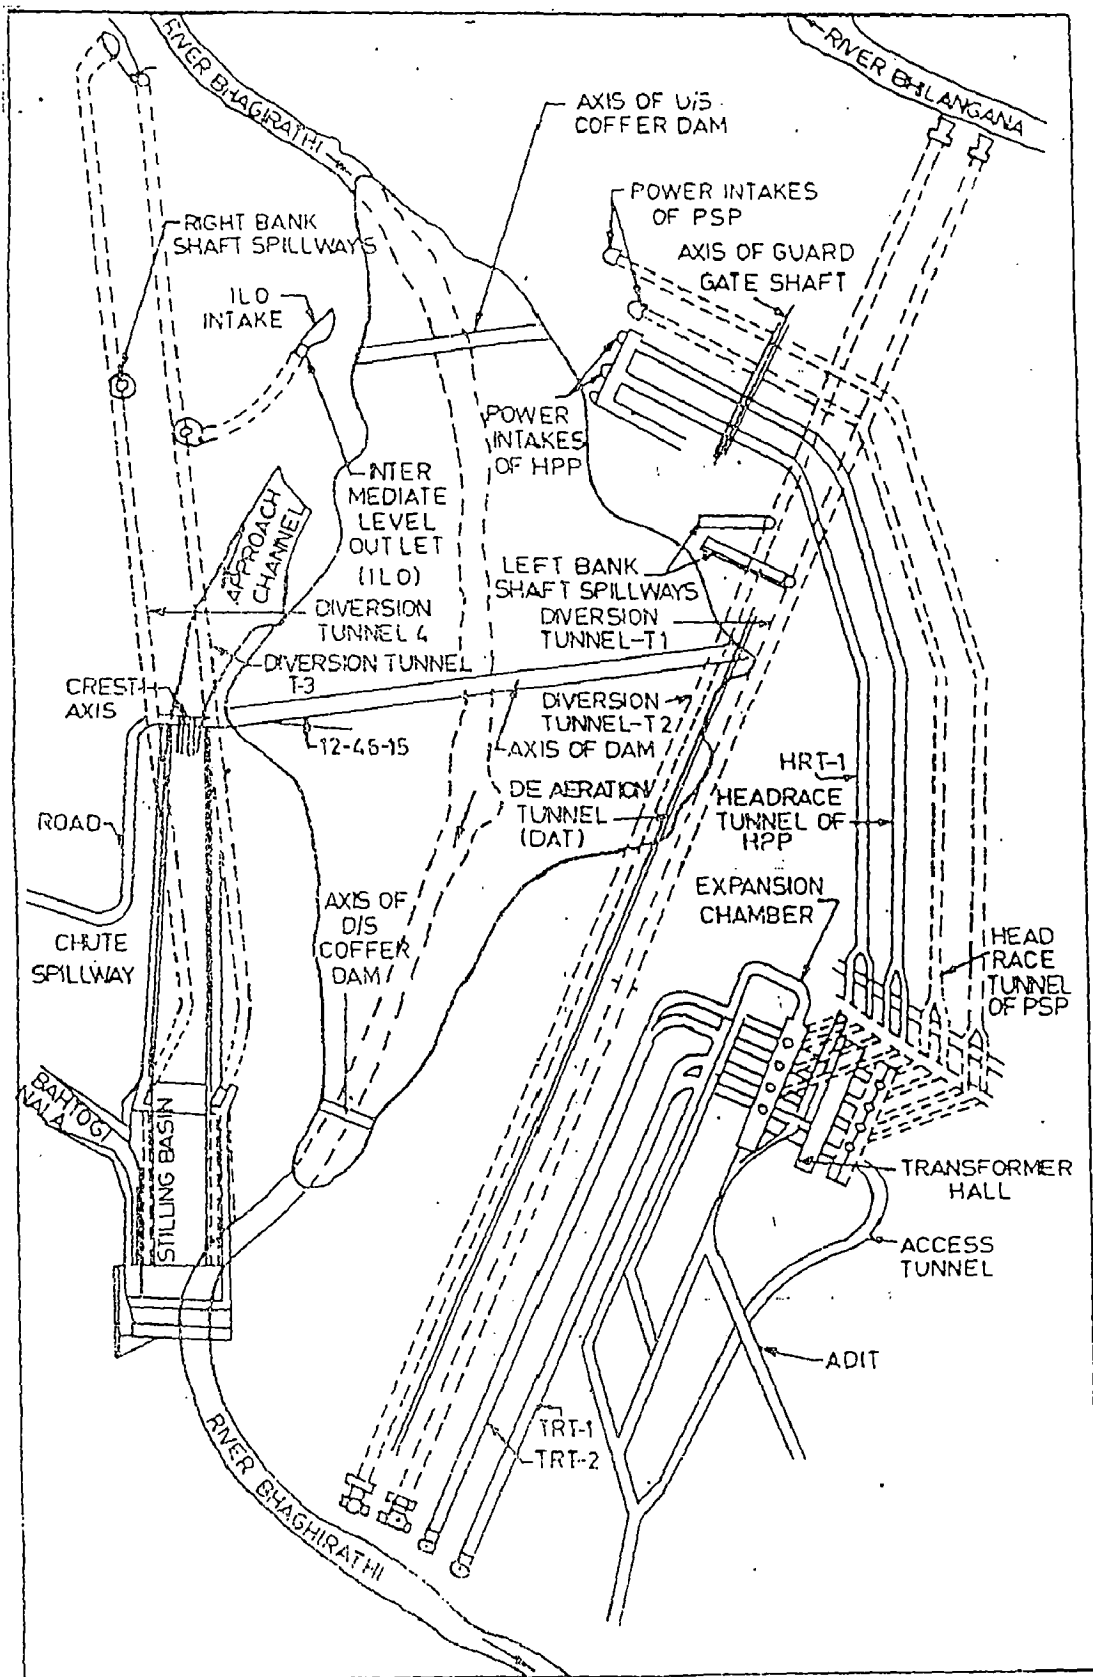 RIVER BHAGIRATHI
RIVER BHILANGANA
AXIS OF U/S
COFFER DAM
POWER INTAKES
OF PSP
RIGHT BANK
SHAFT SPILLWAYS
AXIS OF GUARD
GATE SHAFT
ILO
INTAKE
POWER
INTAKES
OF HPP
INTER
MEDIATE
LEVEL
OUTLET
(ILO)
APPROACH
CHANNEL
LEFT BANK
SHAFT SPILLWAYS
DIVERSION
TUNNEL 4
DIVERSION
TUNNEL-T1
DIVERSION TUNNEL
T-3
CREST
AXIS
DIVERSION
TUNNEL-T2
12-46-15
AXIS OF DAM
HRT-1
DE AERATION
TUNNEL
(DAT)
HEADRACE
TUNNEL OF
HPP
ROAD
EXPANSION
CHAMBER
AXIS OF
D/S
COFFER
DAM
CHUTE
SPILLWAY
HEAD
TRACE
TUNNEL
OF PSP
BAHTOGI
NALA
STILLING BASIN
TRANSFORMER
HALL
ACCESS
TUNNEL
ADIT
TRT-1
TRT-2
RIVER BHAGHIRATHI